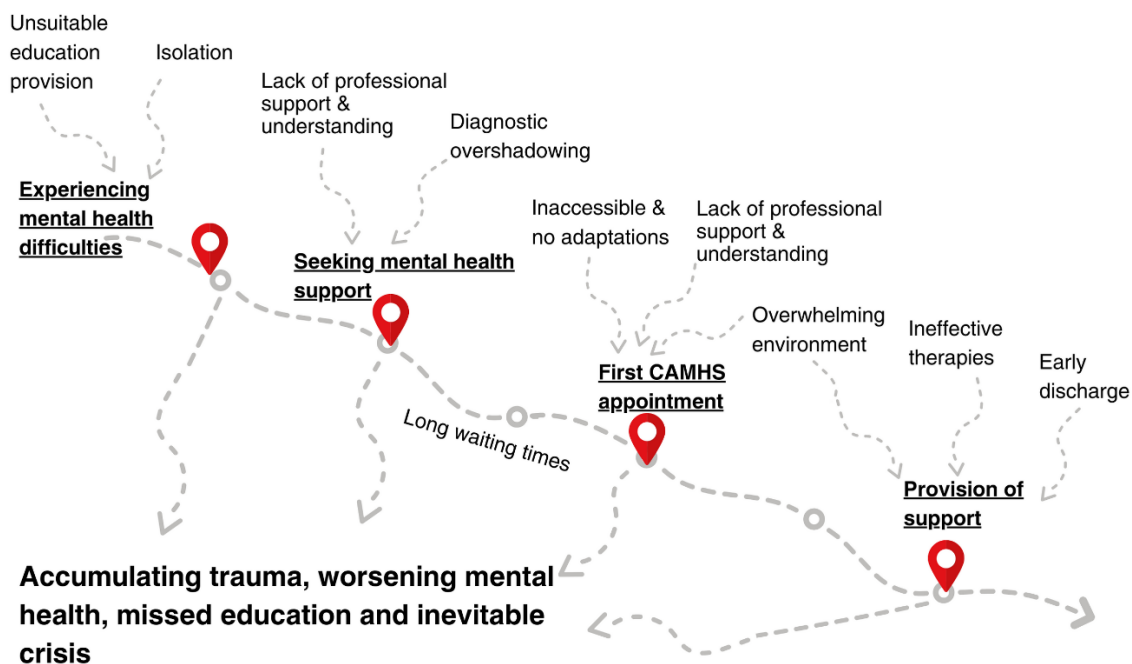 Unsuitable
education
provision
Isolation
Lack of professional
support &
understanding
Diagnostic
overshadowing
Experiencing
mental health
difficulties
Seeking mental health
support
Inaccessible &
no adaptations
Lack of professional
support &
understanding
Overwhelming
environment
Ineffective
therapies
Early
discharge
First CAMHS
appointment
Long waiting times
Provision of
support
Accumulating trauma, worsening mental
health, missed education and inevitable
crisis